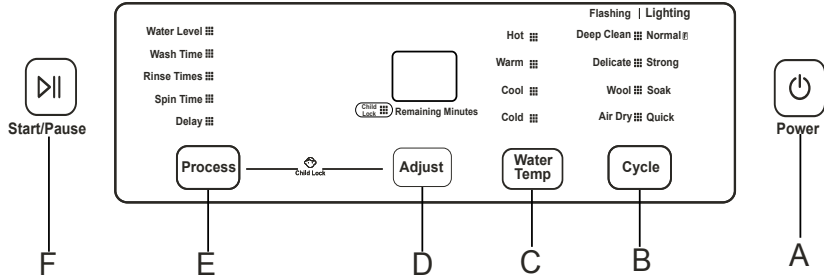 Flashing | Lighting
Water Level
Wash Time
Rinse Times
Spin Time
Delay
Child Lock
Remaining Minutes
Hot
Warm
Cool
Cold
Deep Clean Normal
Delicate Strong
Wool Soak
Air Dry Quick
Start/Pause
Power
Process
Child Lock
Adjust
Water
Temp
Cycle
F
E
D
C
B
A